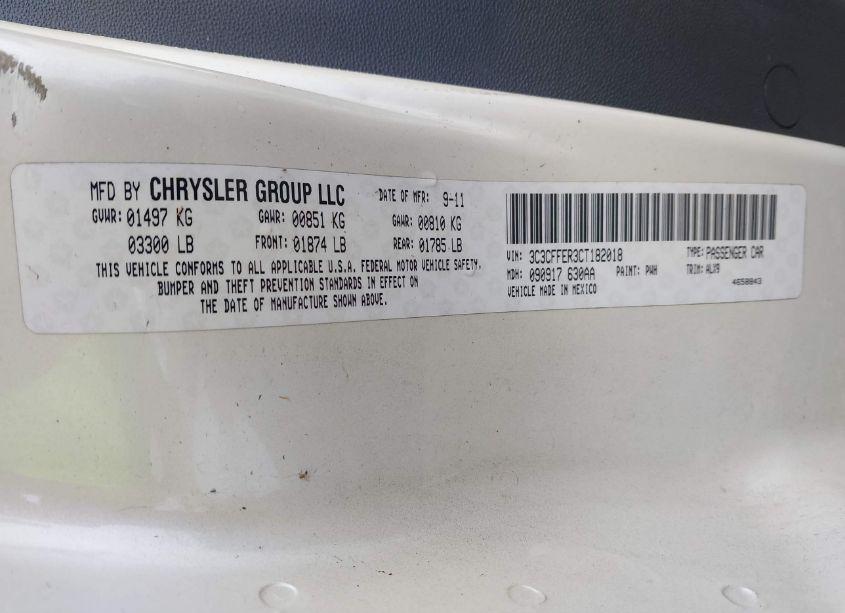 MFD BY CHRYSLER GROUP LLC DATE OF MFR: 9-11
GVWR: 01497 KG GAWR: 00851 KG GAWR: 00810 KG
03300 LB FRONT: 01874 LB REAR: 01785 LB
THIS VEHICLE CONFORMS TO ALL APPLICABLE U.S.A. FEDERAL MOTOR VEHICLE SAFETY,
BUMPER AND THEFT PREVENTION STANDARDS IN EFFECT ON
THE DATE OF MANUFACTURE SHOWN ABOVE.
VIN: 3C3CFFER3CT182018 TYPE: PASSENGER CAR
MDH: 090917 630AA PAINT: PWH TRIM: ALX9
VEHICLE MADE IN MEXICO 4658843